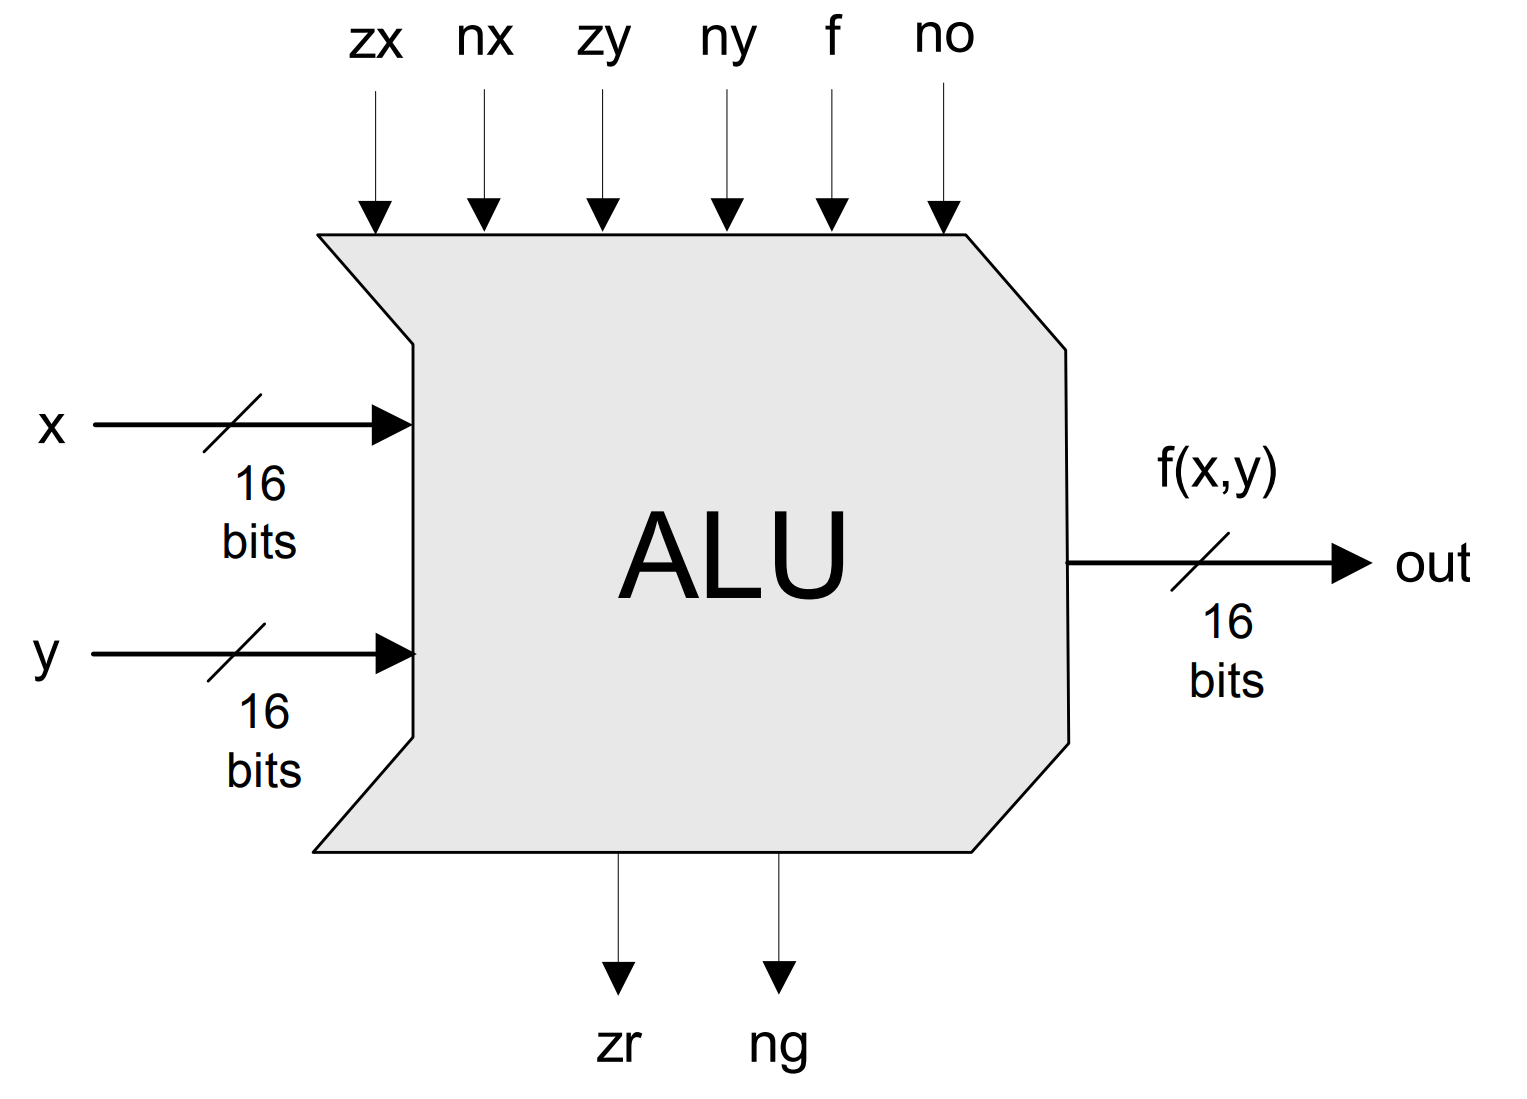 zx nx zy ny f no
x
16
bits
y
16
bits
ALU
f(x,y)
out
16
bits
zr ng